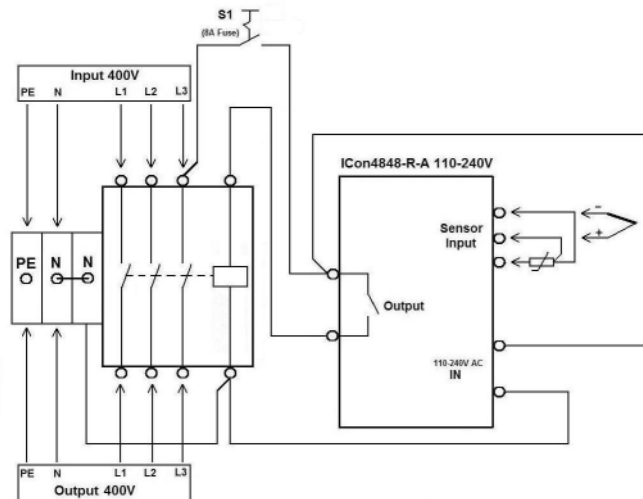 S1
(8A Fuse)
Input 400V
PE N L1 L2 L3
ICon4848-R-A 110-240V
Sensor
Input
−
+
PE N N
Output
110-240V AC
IN
PE N L1 L2 L3
Output 400V